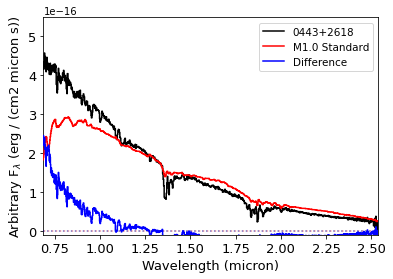 1e−16
0443+2618
M1.0 Standard
Difference
Arbitrary Fλ (erg / (cm2 micron s))
5
4
3
2
1
0
0.75 1.00 1.25 1.50 1.75 2.00 2.25 2.50
Wavelength (micron)